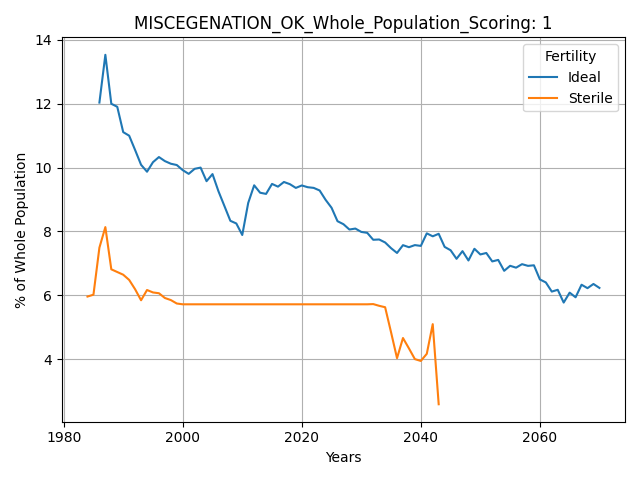 MISCEGENATION_OK_Whole_Population_Scoring: 1
14
12
10
8
6
4
% of Whole Population
Fertility
Ideal
Sterile
1980
2000
2020
2040
2060
Years